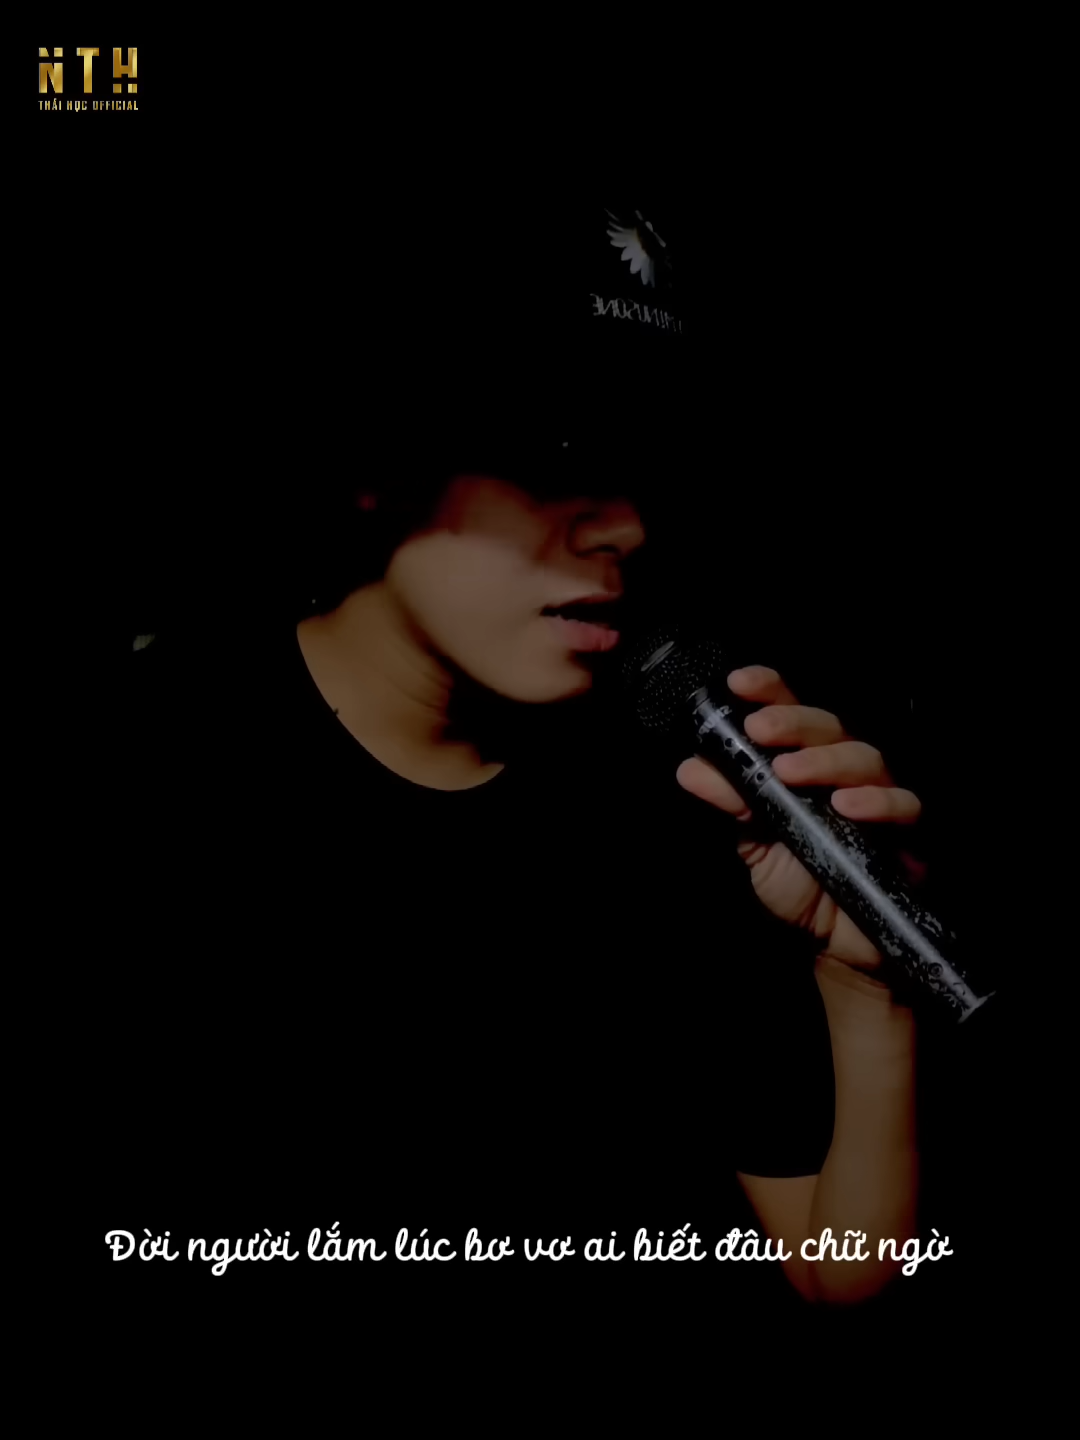 NTH
THÁI HỌC OFFICIAL
Đời người lắm lúc bơ vơ ai biết đâu chữ ngờ